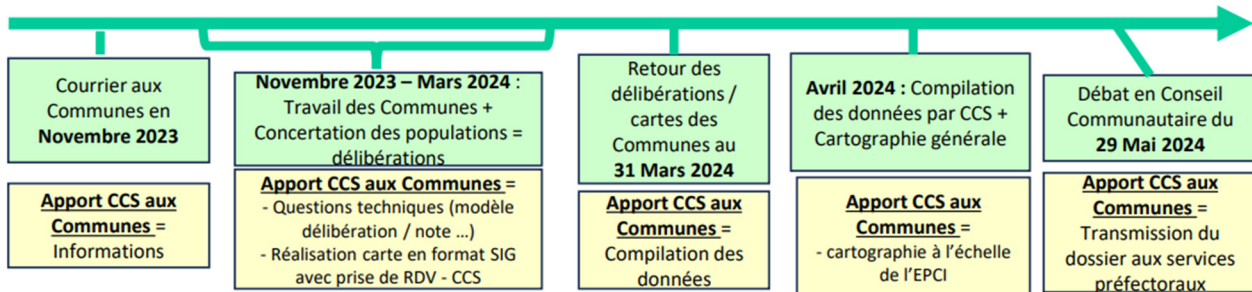 Courrier aux
Communes en
Novembre 2023
Apport CCS aux
Communes =
Informations
Novembre 2023 – Mars 2024 :
Travail des Communes +
Concertation des populations =
délibérations
Apport CCS aux Communes =
- Questions techniques (modèle
délibération / note …)
- Réalisation carte en format SIG
avec prise de RDV - CCS
Retour des
délibérations /
cartes des
Communes au
31 Mars 2024
Apport CCS aux
Communes =
Compilation des
données
Avril 2024 : Compilation
des données par CCS +
Cartographie générale
Apport CCS aux
Communes =
- cartographie à l’échelle
de l’EPCI
Débat en Conseil
Communautaire du
29 Mai 2024
Apport CCS aux
Communes =
Transmission du
dossier aux services
préfectoraux